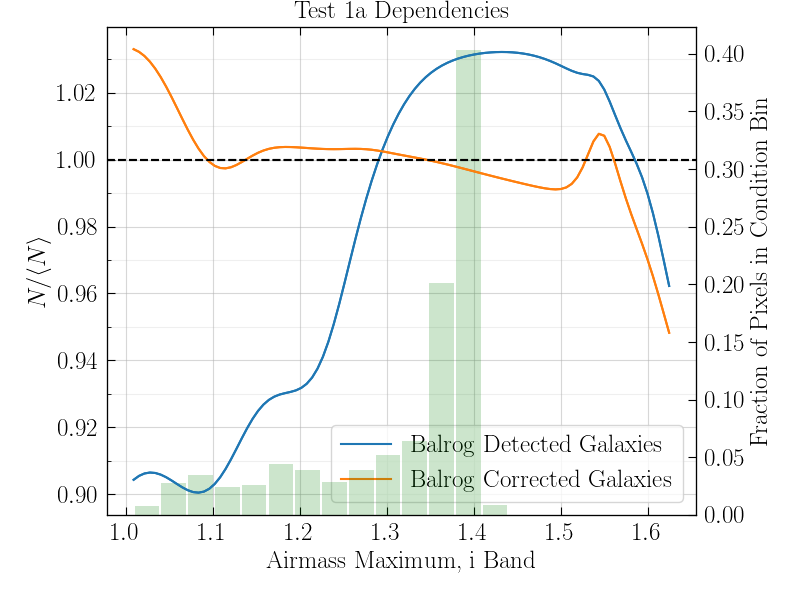 Test 1a Dependencies
N/⟨N⟩
1.02
1.00
0.98
0.96
0.94
0.92
0.90
0.40
0.35
0.30
0.25
0.20
0.15
0.10
0.05
0.00
Fraction of Pixels in Condition Bin
Balrog Detected Galaxies
Balrog Corrected Galaxies
1.0 1.1 1.2 1.3 1.4 1.5 1.6
Airmass Maximum, i Band